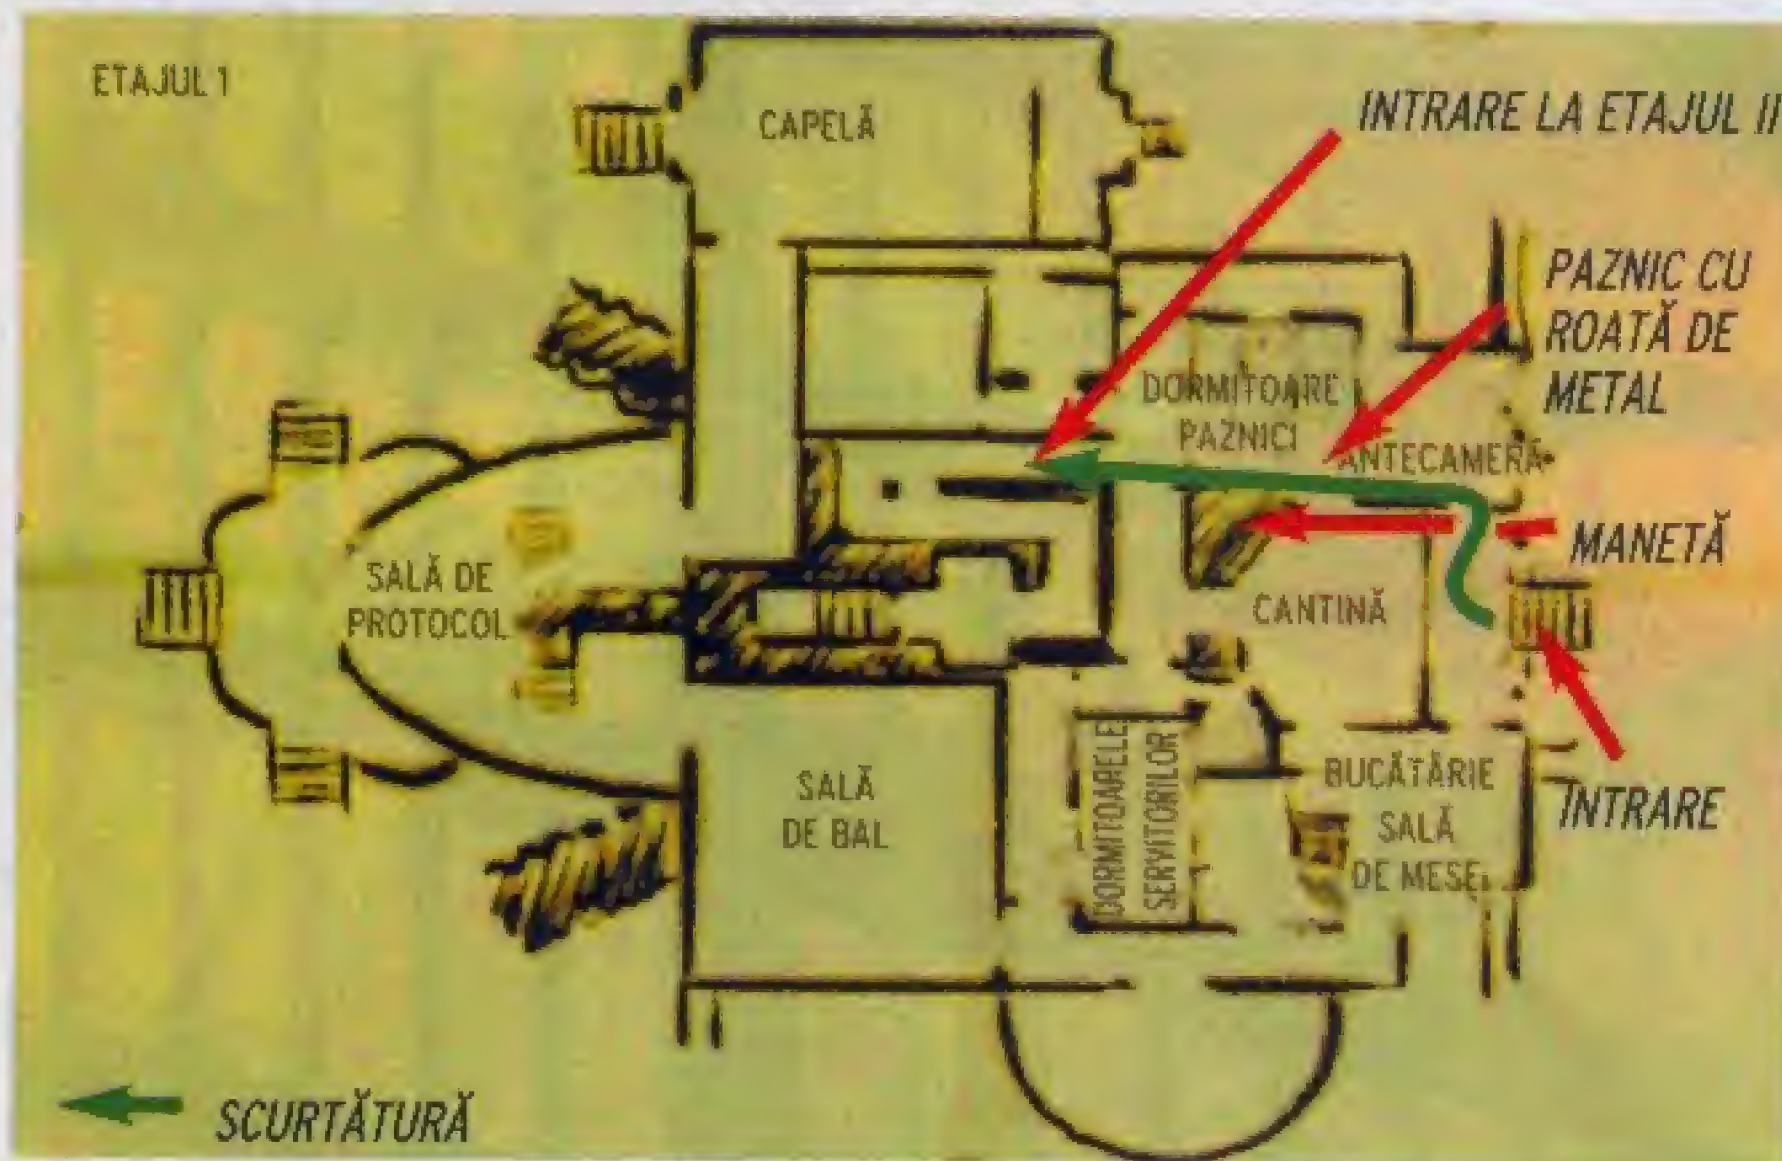 ETAJUL 1
CAPELĂ
INTRARE LA ETAJUL II
PAZNIC CU
ROATĂ DE
METAL
DORMITOARE
PAZNICI
ANTECAMERĂ
MANETĂ
SALĂ DE
PROTOCOL
CANTINĂ
SALĂ
DE BAL
DORMITOARELE
SERVITORILOR
BUCĂTĂRIE
SALĂ
DE MESE
INTRARE
SCURTĂTURĂ